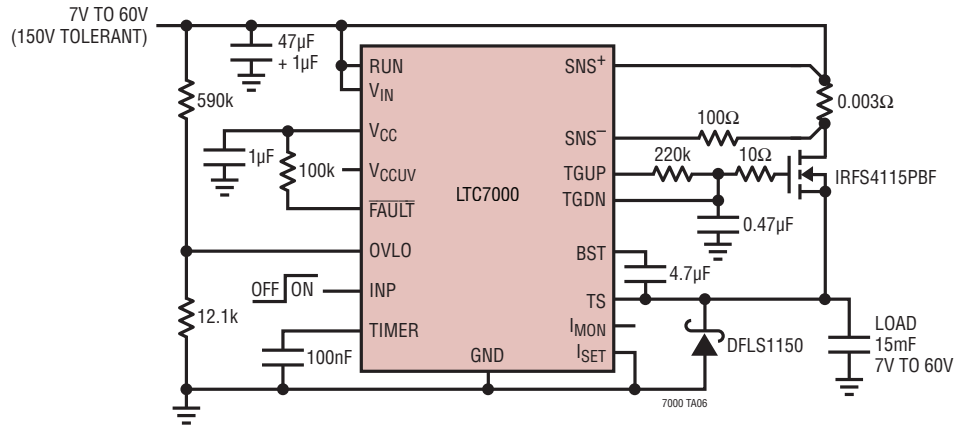 7V TO 60V
(150V TOLERANT)
47µF
+ 1µF
590k
1µF
100k
12.1k
OFF ON
100nF
RUN
VIN
VCC
VCCUV
FAULT
OVLO
INP
TIMER
GND
LTC7000
SNS+
SNS–
TGUP
TGDN
BST
TS
IMON
ISET
0.003Ω
100Ω
220k
10Ω
IRFS4115PBF
0.47µF
4.7µF
DFLS1150
LOAD
15mF
7V TO 60V
7000 TA06